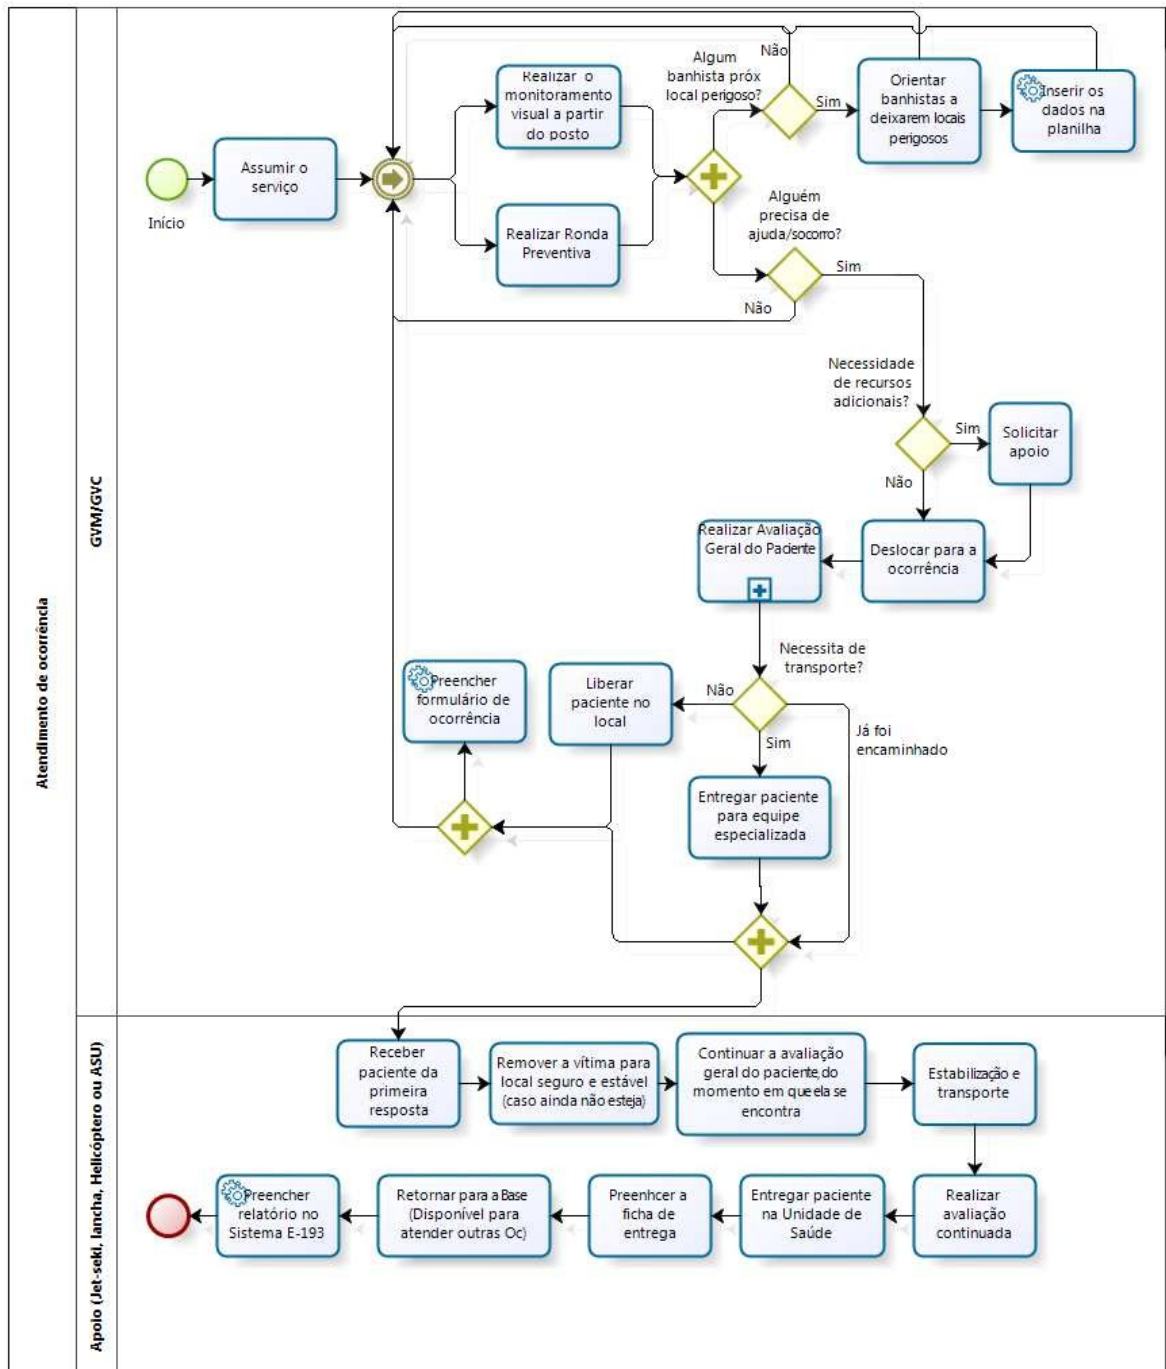 Atendimento de ocorrência
GVM/GVC
Início
Assumir o
serviço
Realizar o
monitoramento
visual a partir
do posto
Realizar Ronda
Preventiva
Algum
banhista próx
local perigoso?
Não
Sim
Orientar
banhistas a
deixarem locais
perigosos
Inserir os
dados na
planilha
Alguém
precisa de
ajuda/socorro?
Sim
Não
Necessidade
de recursos
adicionais?
Sim
Não
Solicitar
apoio
Deslocar para a
ocorrência
Realizar Avaliação
Geral do Paciente
Necessita de
transporte?
Não
Sim
Já foi
encaminhado
Liberar
paciente no
local
Preencher
formulário de
ocorrência
Entregar paciente
para equipe
especializada
Apoio (Jet-seki, lancha, Helicóptero ou ASU)
Receber
paciente da
primeira
resposta
Remover a vítima para
local seguro e estável
(caso ainda não esteja)
Continuar a avaliação
geral do paciente,do
momento em que ela se
encontra
Estabilização e
transporte
Realizar
avaliação
continuada
Entregar paciente
na Unidade de
Saúde
Preenhcer a
ficha de
entrega
Retornar para a Base
(Disponível para
atender outras Oc)
Preencher
relatório no
Sistema E-193